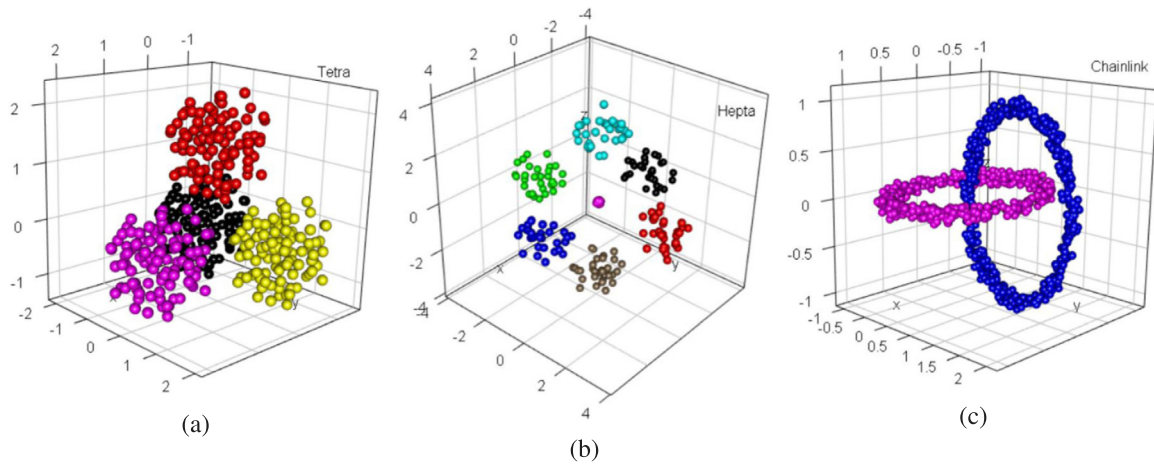 2 1 0 -1
Tetra
2
1
0
-1
y
-2 -1 0 1 2
(a)
4 2 0 -2 -4
Hepta
4
2
0
-2
-4
z
x
y
-4 -2 0 2 4
(b)
1 0.5 0 -0.5 -1
Chainlink
1
0.5
0
-0.5
-1
z
x
y
-0.5 0 0.5 1 1.5 2
(c)